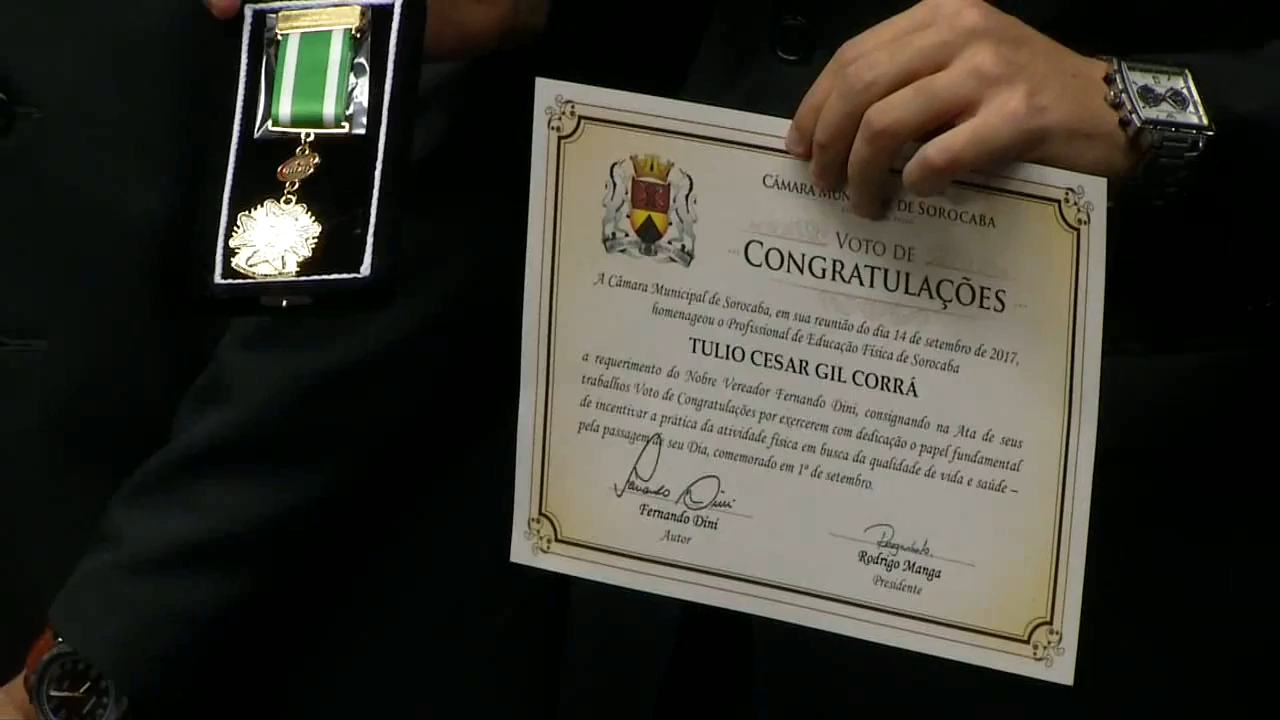 CÂMARA MUN DE SOROCABA
VOTO DE
CONGRATULAÇÕES
A Câmara Municipal de Sorocaba, em sua reunião do dia 14 de setembro de 2017,
homenageou o Profissional de Educação Física de Sorocaba
TULIO CESAR GIL CORRÁ
a requerimento do Nobre Vereador Fernando Dini, consignando na Ata de seus
trabalhos Voto de Congratulações por exercerem com dedicação o papel fundamental
de incentivar a prática da atividade física em busca da qualidade de vida e saúde –
pela passagem de seu Dia, comemorado em 1º de setembro.
Fernando Dini
Fernando Dini
Autor
Rodrigo Manga
Presidente